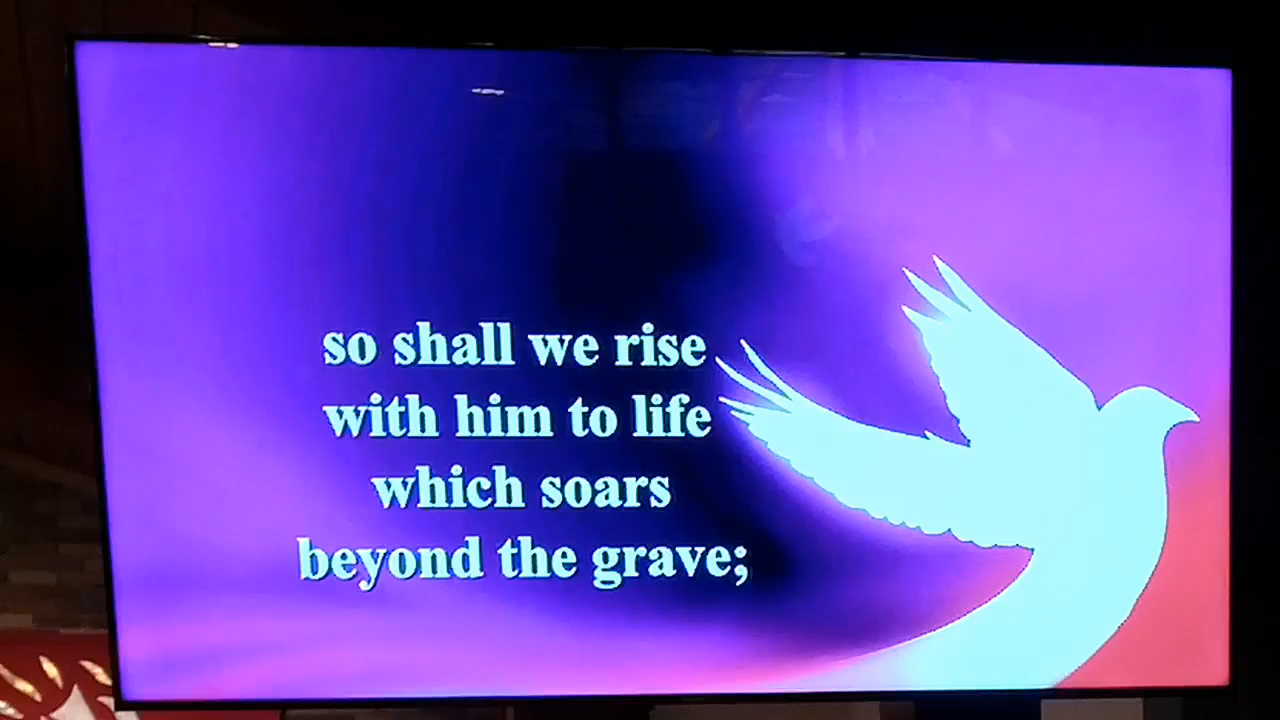 so shall we rise
with him to life
which soars
beyond the grave;